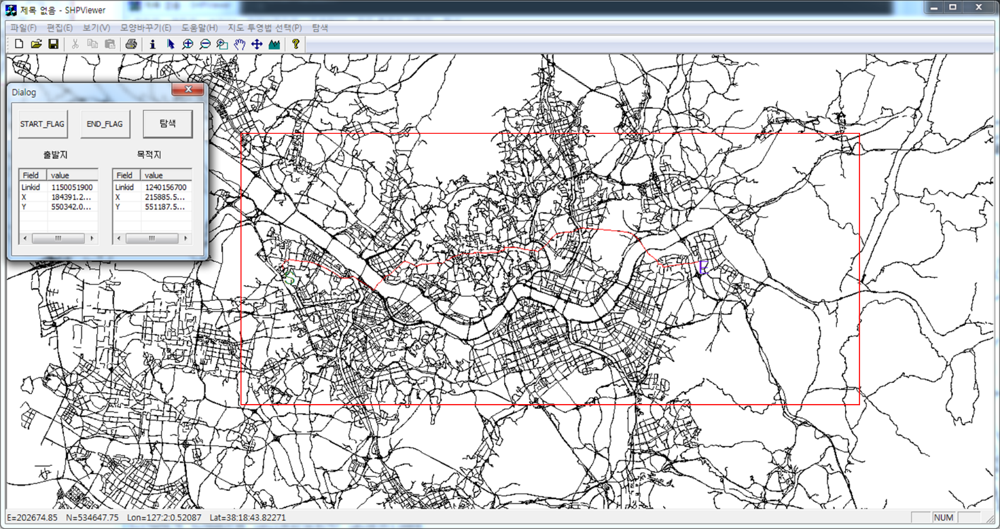 제목 없음 - SHPViewer
파일(F) 편집(E) 보기(V) 모양바꾸기(E) 도움말(H) 지도 투영법 선택(P) 탐색
Dialog
START_FLAG END_FLAG 탐색
출발지 목적지
Field value Field value
Linkid 1150051900 Linkid 1240156700
X 184391.2... X 215885.5...
Y 550342.0... Y 551187.5...
S
E
E=202674.85 N=534647.75 Lon=127:2:0.52087 Lat=38:18:43.82271 NUM